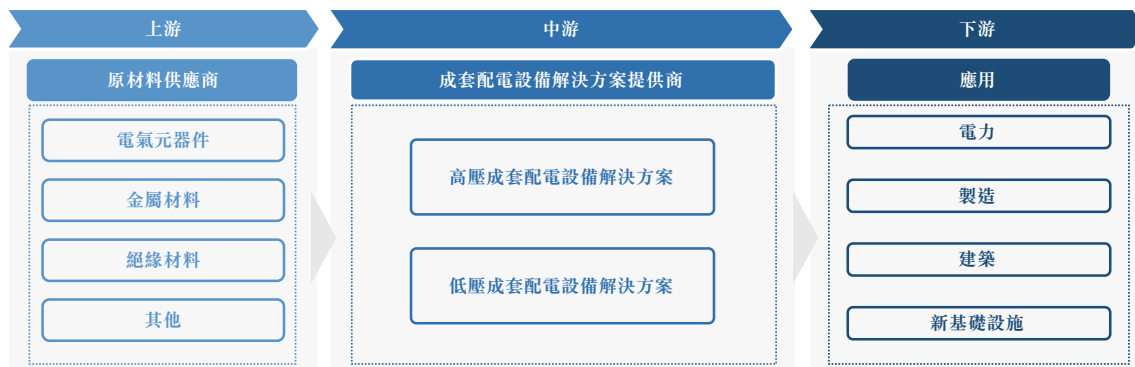 上游
原材料供應商
電氣元器件
金屬材料
絕緣材料
其他
中游
成套配電設備解決方案提供商
高壓成套配電設備解決方案
低壓成套配電設備解決方案
下游
應用
電力
製造
建築
新基礎設施